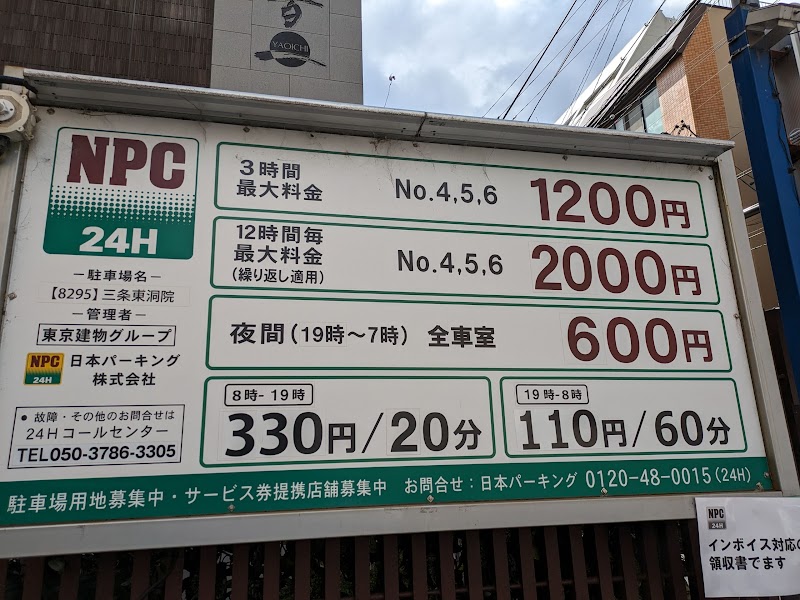 YAOICHI
NPC
24H
3時間
最大料金
No.4,5,6
1200円
12時間毎
最大料金
(繰り返し適用)
No.4,5,6
2000円
夜間(19時～7時) 全車室
600円
8時-19時
330円/20分
19時-8時
110円/60分
－駐車場名－
【8295】三条東洞院
－管理者－
東京建物グループ
NPC
24H
日本パーキング
株式会社
● 故障・その他のお問合せは
24Hコールセンター
TEL050-3786-3305
駐車場用地募集中・サービス券提携店舗募集中 お問合せ：日本パーキング 0120-48-0015(24H)
NPC
24H
インボイス対応の
領収書でます